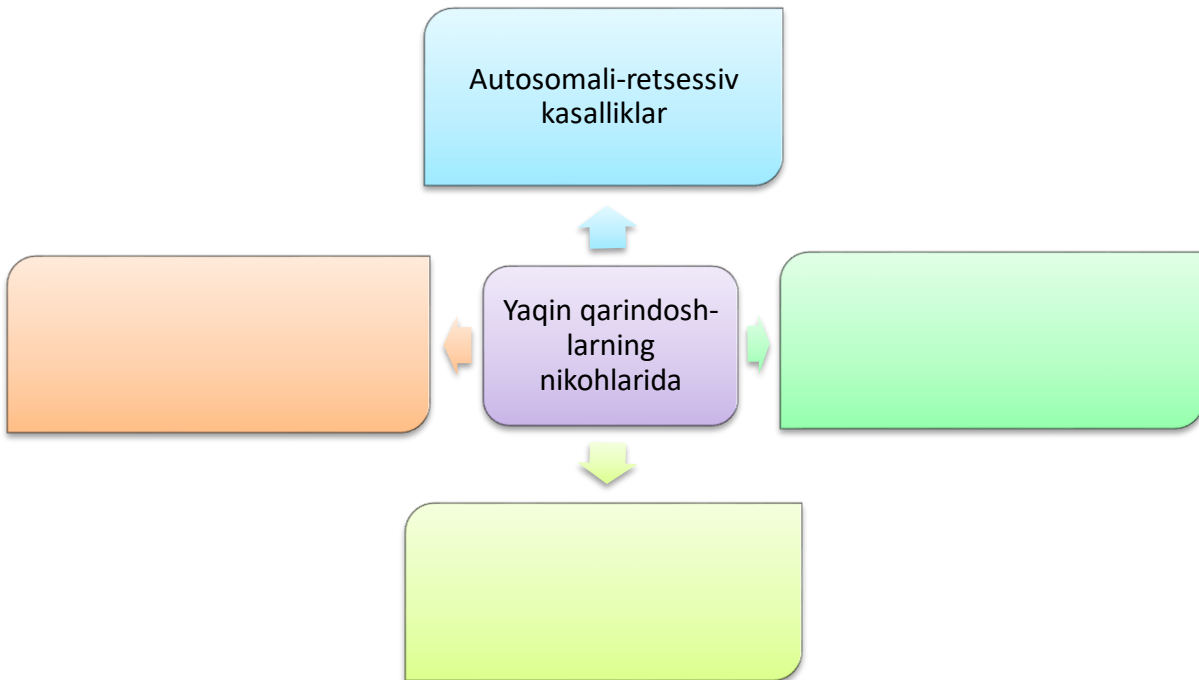 Autosomali-retsessiv
kasalliklar
Yaqin qarindosh-
larning
nikohlarida